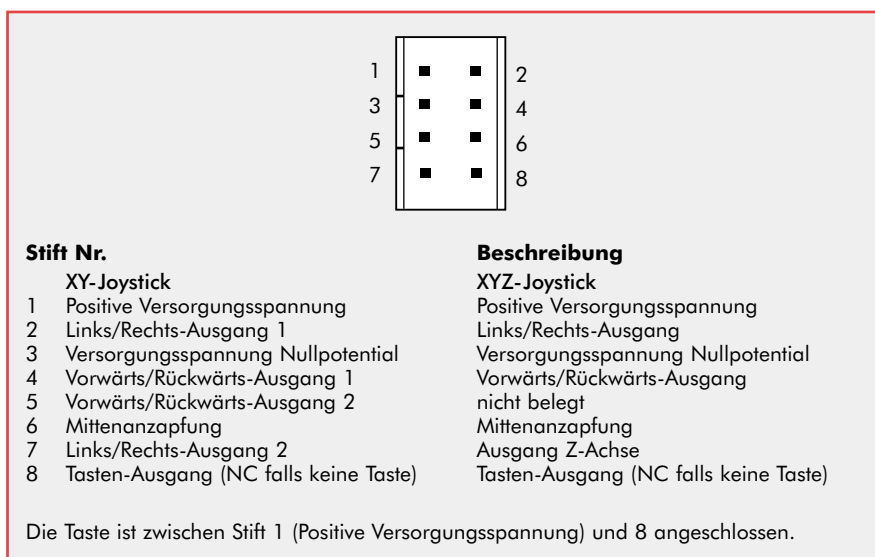 1 2
3 4
5 6
7 8
Stift Nr. Beschreibung
XY-Joystick XYZ-Joystick
1 Positive Versorgungsspannung Positive Versorgungsspannung
2 Links/Rechts-Ausgang 1 Links/Rechts-Ausgang
3 Versorgungsspannung Nullpotential Versorgungsspannung Nullpotential
4 Vorwärts/Rückwärts-Ausgang 1 Vorwärts/Rückwärts-Ausgang
5 Vorwärts/Rückwärts-Ausgang 2 nicht belegt
6 Mittenanzapfung Mittenanzapfung
7 Links/Rechts-Ausgang 2 Ausgang Z-Achse
8 Tasten-Ausgang (NC falls keine Taste) Tasten-Ausgang (NC falls keine Taste)
Die Taste ist zwischen Stift 1 (Positive Versorgungsspannung) und 8 angeschlossen.